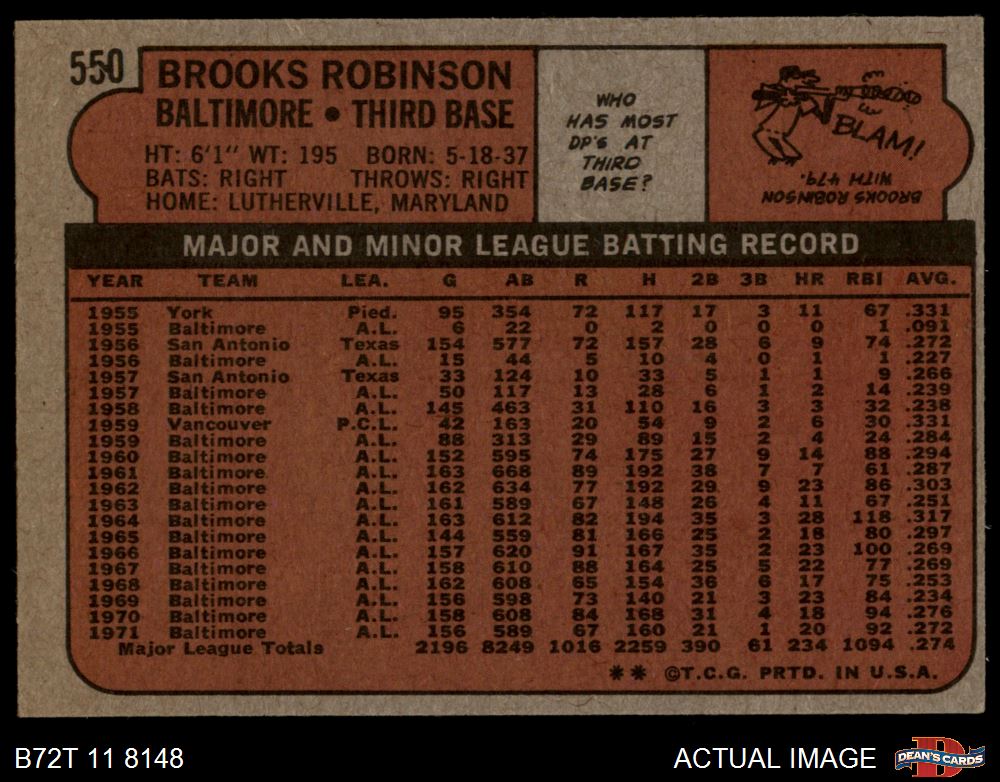 550
BROOKS ROBINSON
BALTIMORE • THIRD BASE
HT: 6'1" WT: 195 BORN: 5-18-37
BATS: RIGHT THROWS: RIGHT
HOME: LUTHERVILLE, MARYLAND
WHO
HAS MOST
DP's AT
THIRD
BASE?
BLAM!
BROOKS ROBINSON
WITH 479.
MAJOR AND MINOR LEAGUE BATTING RECORD
YEAR TEAM LEA. G AB R H 2B 3B HR RBI AVG.
1955 York Pied. 95 354 72 117 17 3 11 67 .331
1955 Baltimore A.L. 6 22 0 2 0 0 0 1 .091
1956 San Antonio Texas 154 577 72 157 28 6 9 74 .272
1956 Baltimore A.L. 15 44 5 10 4 0 1 1 .227
1957 San Antonio Texas 33 124 10 33 5 1 1 9 .266
1957 Baltimore A.L. 50 117 13 28 6 1 2 14 .239
1958 Baltimore A.L. 145 463 31 110 16 3 3 32 .238
1959 Vancouver P.C.L. 42 163 20 54 9 2 6 30 .331
1959 Baltimore A.L. 88 313 29 89 15 2 4 24 .284
1960 Baltimore A.L. 152 595 74 175 27 9 14 88 .294
1961 Baltimore A.L. 163 668 89 192 38 7 7 61 .287
1962 Baltimore A.L. 162 634 77 192 29 9 23 86 .303
1963 Baltimore A.L. 161 589 67 148 26 4 11 67 .251
1964 Baltimore A.L. 163 612 82 194 35 3 28 118 .317
1965 Baltimore A.L. 144 559 81 166 25 2 18 80 .297
1966 Baltimore A.L. 157 620 91 167 35 2 23 100 .269
1967 Baltimore A.L. 158 610 88 164 25 5 22 77 .269
1968 Baltimore A.L. 162 608 65 154 36 6 17 75 .253
1969 Baltimore A.L. 156 598 73 140 21 3 23 84 .234
1970 Baltimore A.L. 158 608 84 168 31 4 18 94 .276
1971 Baltimore A.L. 156 589 67 160 21 1 20 92 .272
Major League Totals 2196 8249 1016 2259 390 61 234 1094 .274
** ©T.C.G. PRTD. IN U.S.A.
B72T 11 8148
ACTUAL IMAGE
D
DEAN'S CARDS